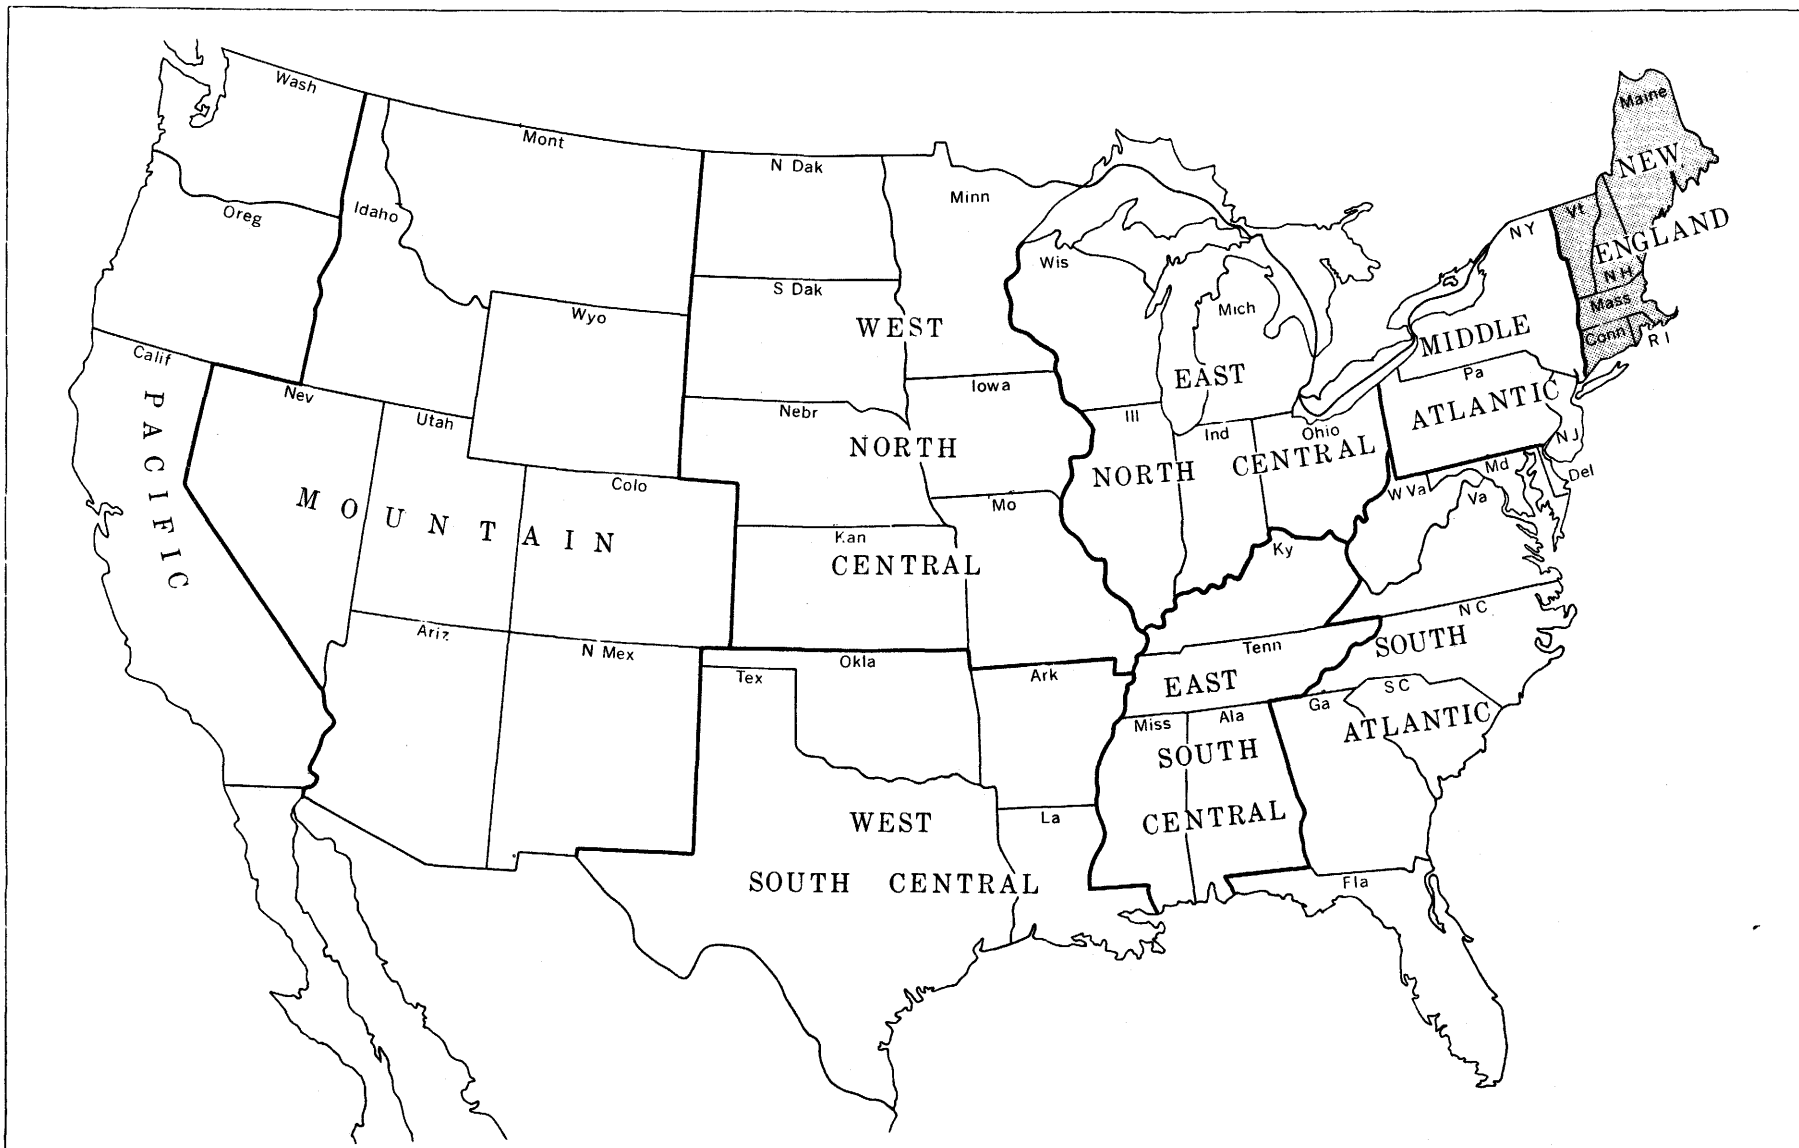 Wash
Mont
N Dak
Minn
Maine
NEW
ENGLAND
Vt
N H
Mass
Conn
R I
Oreg
Idaho
Wyo
S Dak
WEST
Wis
Mich
EAST
N Y
MIDDLE
Pa
ATLANTIC
N J
Calif
Nev
Utah
Colo
Nebr
Iowa
NORTH
Ill
Ind
Ohio
NORTH CENTRAL
W Va
Md
Del
Va
PACIFIC
MOUNTAIN
Kan
CENTRAL
Mo
Ky
N C
Ariz
N Mex
Okla
Tex
Ark
Tenn
SOUTH
EAST
S C
Ga
ATLANTIC
Miss
Ala
SOUTH
CENTRAL
La
WEST
SOUTH CENTRAL
Fla